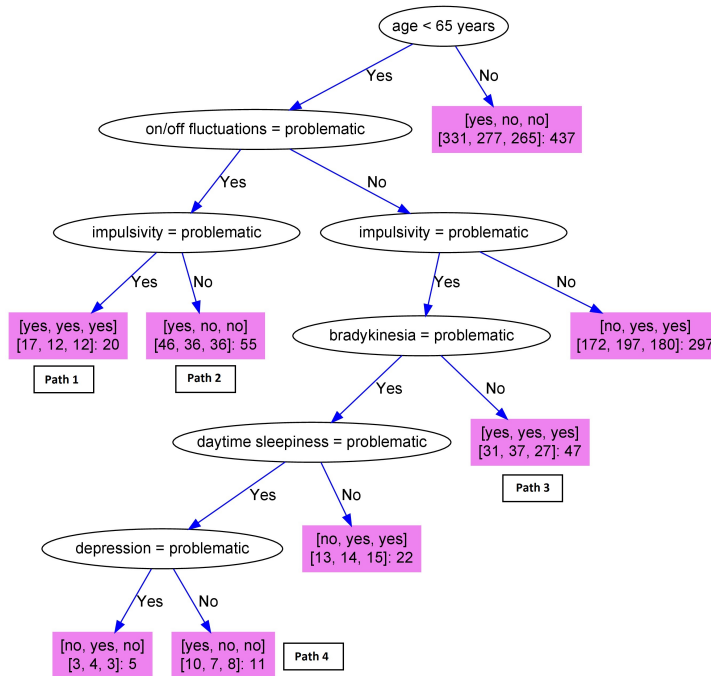 age < 65 years
Yes
No
on/off fluctuations = problematic
[yes, no, no]
[331, 277, 265]: 437
Yes
No
impulsivity = problematic
impulsivity = problematic
Yes
No
Yes
No
[yes, yes, yes]
[17, 12, 12]: 20
[yes, no, no]
[46, 36, 36]: 55
bradykinesia = problematic
[no, yes, yes]
[172, 197, 180]: 297
Path 1
Path 2
Yes
No
daytime sleepiness = problematic
[yes, yes, yes]
[31, 37, 27]: 47
Path 3
Yes
No
depression = problematic
[no, yes, yes]
[13, 14, 15]: 22
Yes
No
[no, yes, no]
[3, 4, 3]: 5
[yes, no, no]
[10, 7, 8]: 11
Path 4